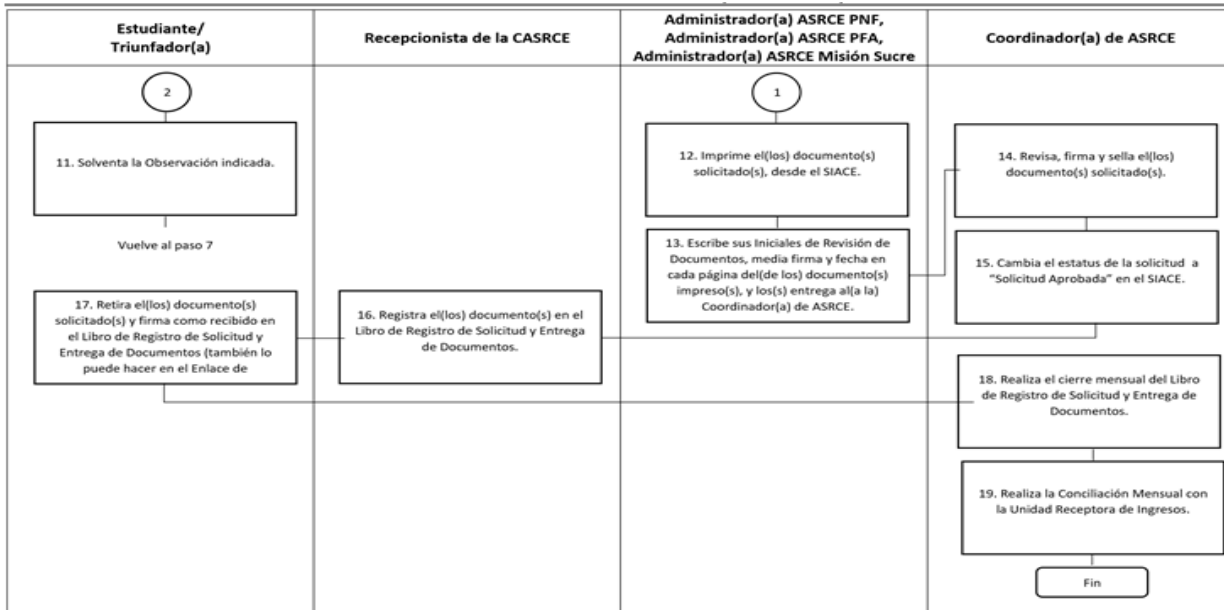 Estudiante/
Triunfador(a)
Recepcionista de la CASRCE
Administrador(a) ASRCE PNF,
Administrador(a) ASRCE PFA,
Administrador(a) ASRCE Misión Sucre
Coordinador(a) de ASRCE
2
1
11. Solventa la Observación indicada.
12. Imprime el(los) documento(s)
solicitado(s), desde el SIACE.
14. Revisa, firma y sella el(los)
documento(s) solicitado(s).
Vuelve al paso 7
13. Escribe sus Iniciales de Revisión de
Documentos, media firma y fecha en
cada página del(de los) documento(s)
impreso(s), y los(s) entrega al(a la)
Coordinador(a) de ASRCE.
15. Cambia el estatus de la solicitud a
“Solicitud Aprobada” en el SIACE.
17. Retira el(los) documento(s)
solicitado(s) y firma como recibido en
el Libro de Registro de Solicitud y
Entrega de Documentos (también lo
puede hacer en el Enlace de
16. Registra el(los) documento(s) en el
Libro de Registro de Solicitud y Entrega
de Documentos.
18. Realiza el cierre mensual del Libro
de Registro de Solicitud y Entrega de
Documentos.
19. Realiza la Conciliación Mensual con
la Unidad Receptora de Ingresos.
Fin